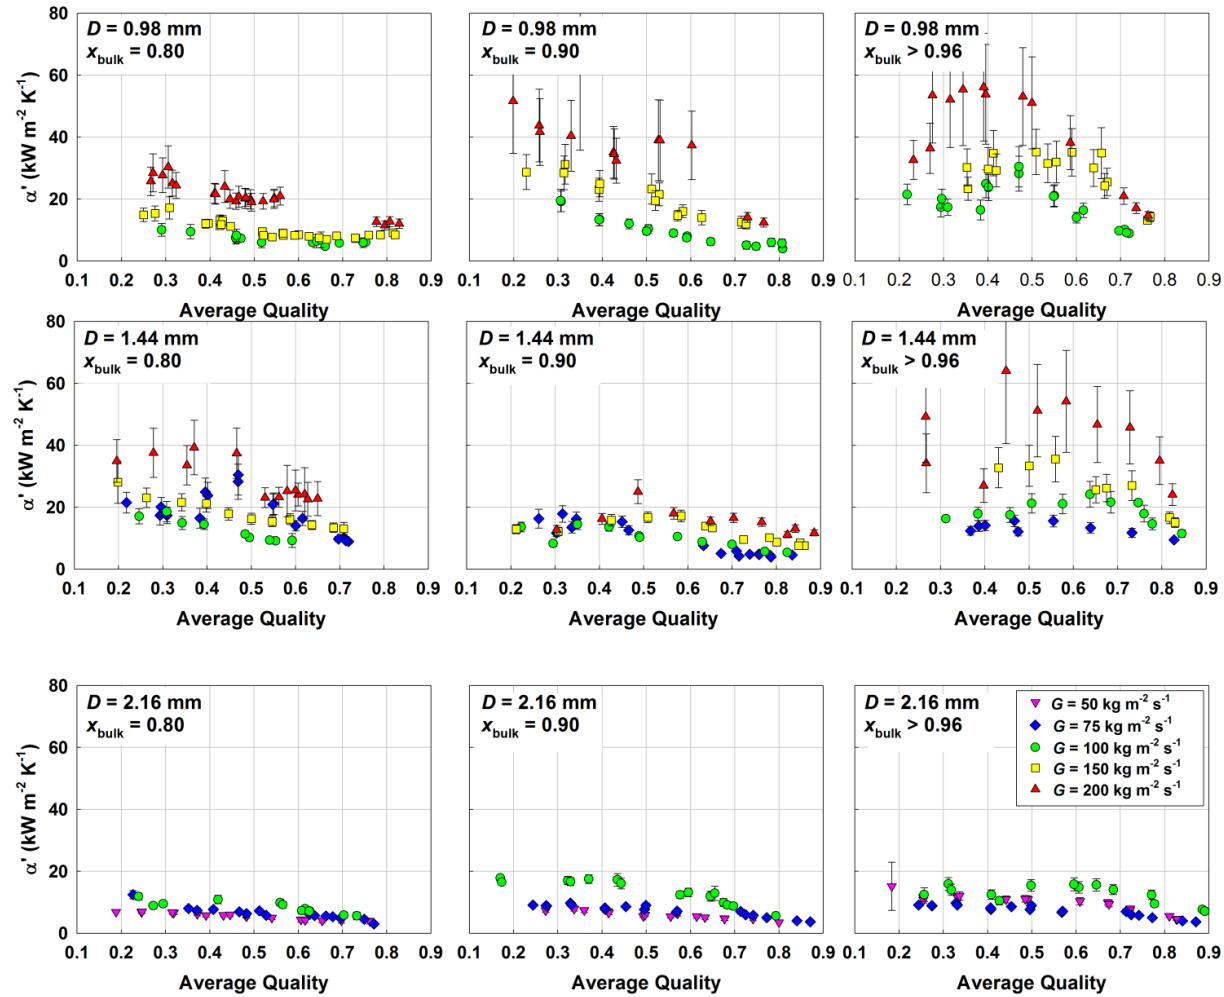 D = 0.98 mm
x_bulk = 0.80
80
60
40
20
0
α' (kW m⁻² K⁻¹)
0.1 0.2 0.3 0.4 0.5 0.6 0.7 0.8 0.9
Average Quality
D = 0.98 mm
x_bulk = 0.90
0.1 0.2 0.3 0.4 0.5 0.6 0.7 0.8 0.9
Average Quality
D = 0.98 mm
x_bulk > 0.96
0.1 0.2 0.3 0.4 0.5 0.6 0.7 0.8 0.9
Average Quality
D = 1.44 mm
x_bulk = 0.80
80
60
40
20
0
α' (kW m⁻² K⁻¹)
0.1 0.2 0.3 0.4 0.5 0.6 0.7 0.8 0.9
Average Quality
D = 1.44 mm
x_bulk = 0.90
0.1 0.2 0.3 0.4 0.5 0.6 0.7 0.8 0.9
Average Quality
D = 1.44 mm
x_bulk > 0.96
0.1 0.2 0.3 0.4 0.5 0.6 0.7 0.8 0.9
Average Quality
D = 2.16 mm
x_bulk = 0.80
80
60
40
20
0
α' (kW m⁻² K⁻¹)
0.1 0.2 0.3 0.4 0.5 0.6 0.7 0.8 0.9
Average Quality
D = 2.16 mm
x_bulk = 0.90
0.1 0.2 0.3 0.4 0.5 0.6 0.7 0.8 0.9
Average Quality
D = 2.16 mm
x_bulk > 0.96
G = 50 kg m⁻² s⁻¹
G = 75 kg m⁻² s⁻¹
G = 100 kg m⁻² s⁻¹
G = 150 kg m⁻² s⁻¹
G = 200 kg m⁻² s⁻¹
0.1 0.2 0.3 0.4 0.5 0.6 0.7 0.8 0.9
Average Quality